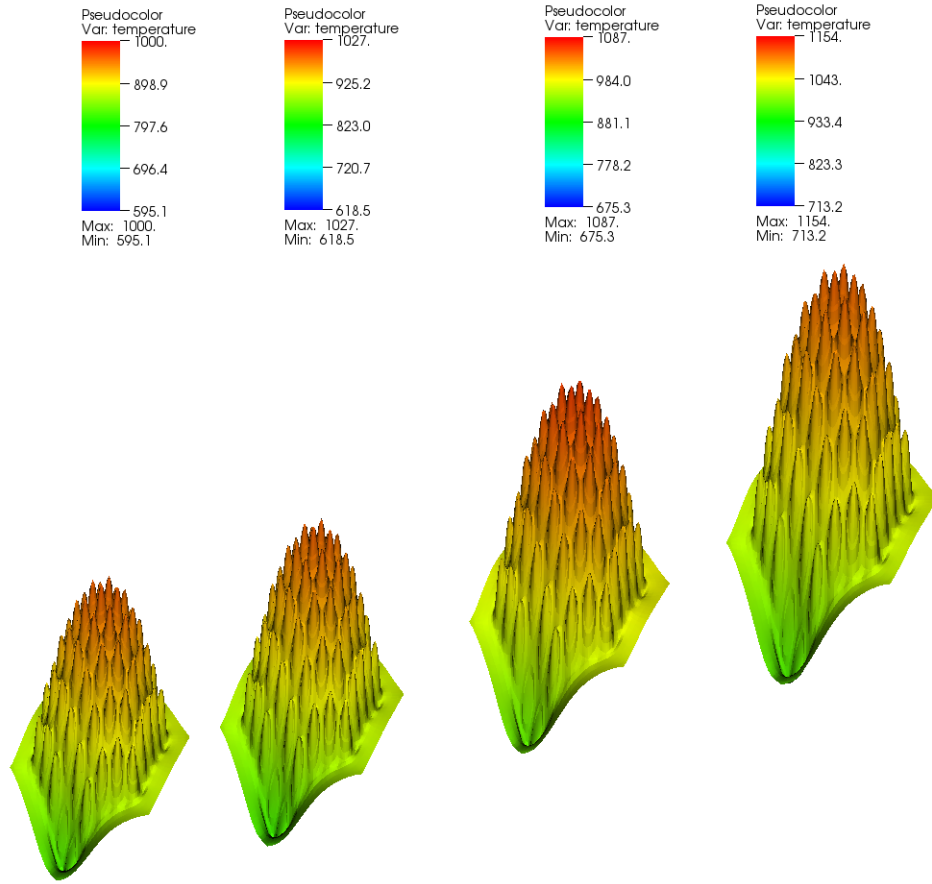 Pseudocolor
Var: temperature
1000.
898.9
797.6
696.4
595.1
Max: 1000.
Min: 595.1
Pseudocolor
Var: temperature
1027.
925.2
823.0
720.7
618.5
Max: 1027.
Min: 618.5
Pseudocolor
Var: temperature
1087.
984.0
881.1
778.2
675.3
Max: 1087.
Min: 675.3
Pseudocolor
Var: temperature
1154.
1043.
933.4
823.3
713.2
Max: 1154.
Min: 713.2